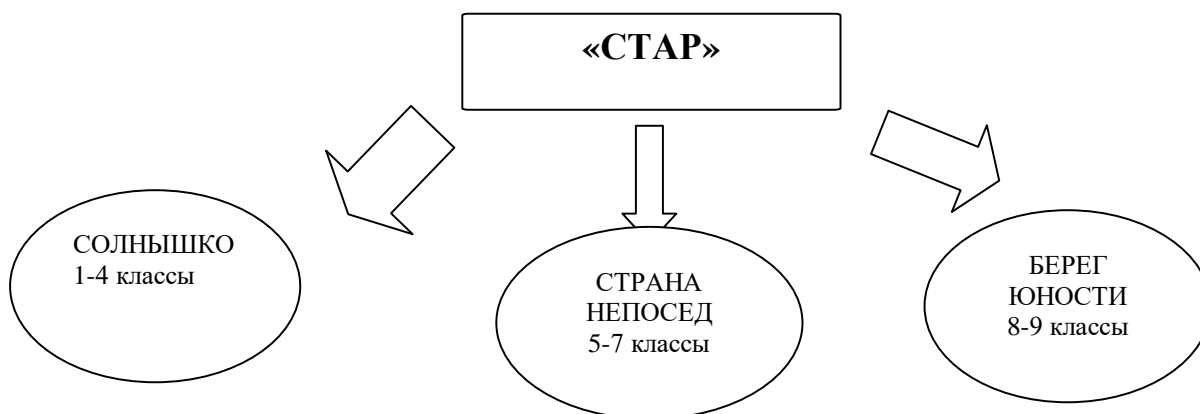 «СТАР»
СОЛНЫШКО
1-4 классы
СТРАНА
НЕПОСЕД
5-7 классы
БЕРЕГ
ЮНОСТИ
8-9 классы